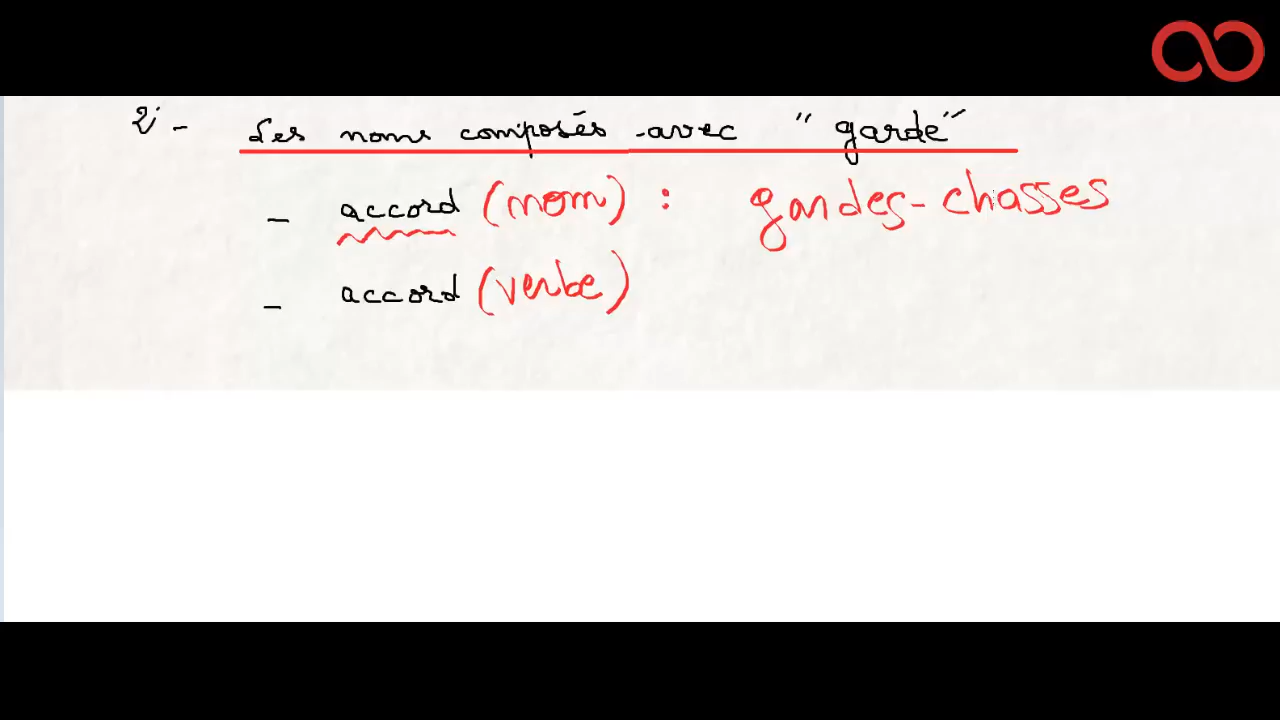 2° - Les noms composés avec "garde"
- accord (nom) : gardes-chasses
- accord (verbe)